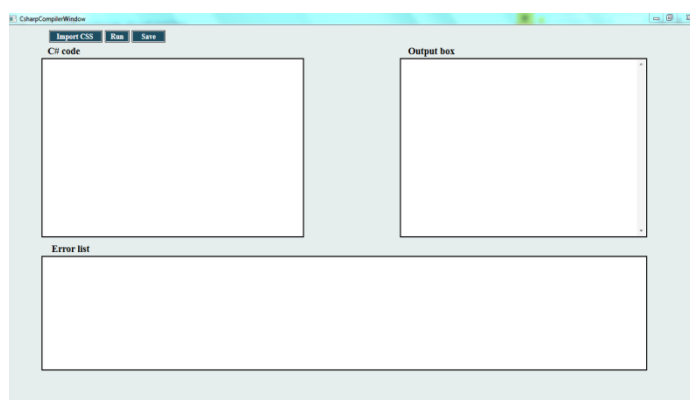 CsharpCompilerWindow
Import CSS Run Save
C# code Output box
Error list